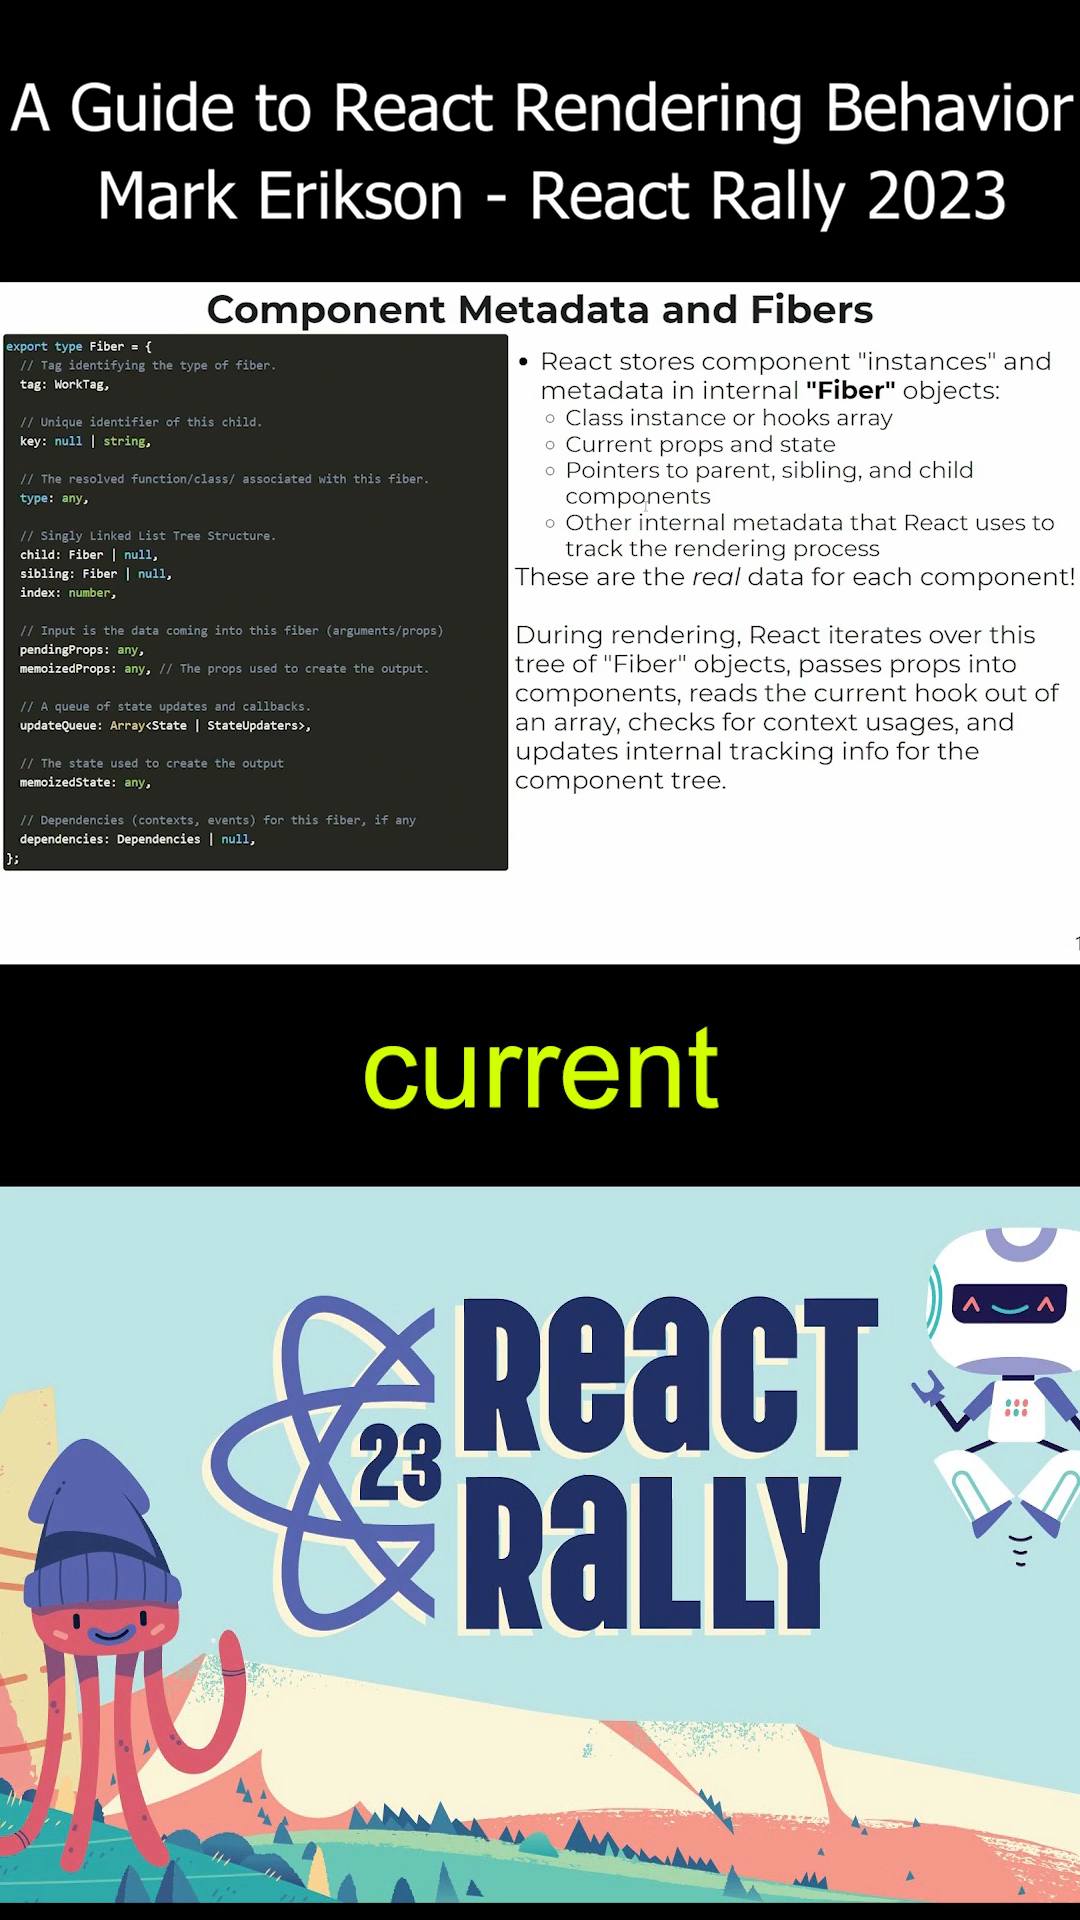 A Guide to React Rendering Behavior
Mark Erikson - React Rally 2023
Component Metadata and Fibers
export type Fiber = {
// Tag identifying the type of fiber.
tag: WorkTag,
// Unique identifier of this child.
key: null | string,
// The resolved function/class/ associated with this fiber.
type: any,
// Singly Linked List Tree Structure.
child: Fiber | null,
sibling: Fiber | null,
index: number,
// Input is the data coming into this fiber (arguments/props)
pendingProps: any,
memoizedProps: any, // The props used to create the output.
// A queue of state updates and callbacks.
updateQueue: Array<State | StateUpdaters>,
// The state used to create the output
memoizedState: any,
// Dependencies (contexts, events) for this fiber, if any
dependencies: Dependencies | null,
};
• React stores component "instances" and
metadata in internal "Fiber" objects:
○ Class instance or hooks array
○ Current props and state
○ Pointers to parent, sibling, and child
components
○ Other internal metadata that React uses to
track the rendering process
These are the real data for each component!
During rendering, React iterates over this
tree of "Fiber" objects, passes props into
components, reads the current hook out of
an array, checks for context usages, and
updates internal tracking info for the
component tree.
current
23
React
Rally